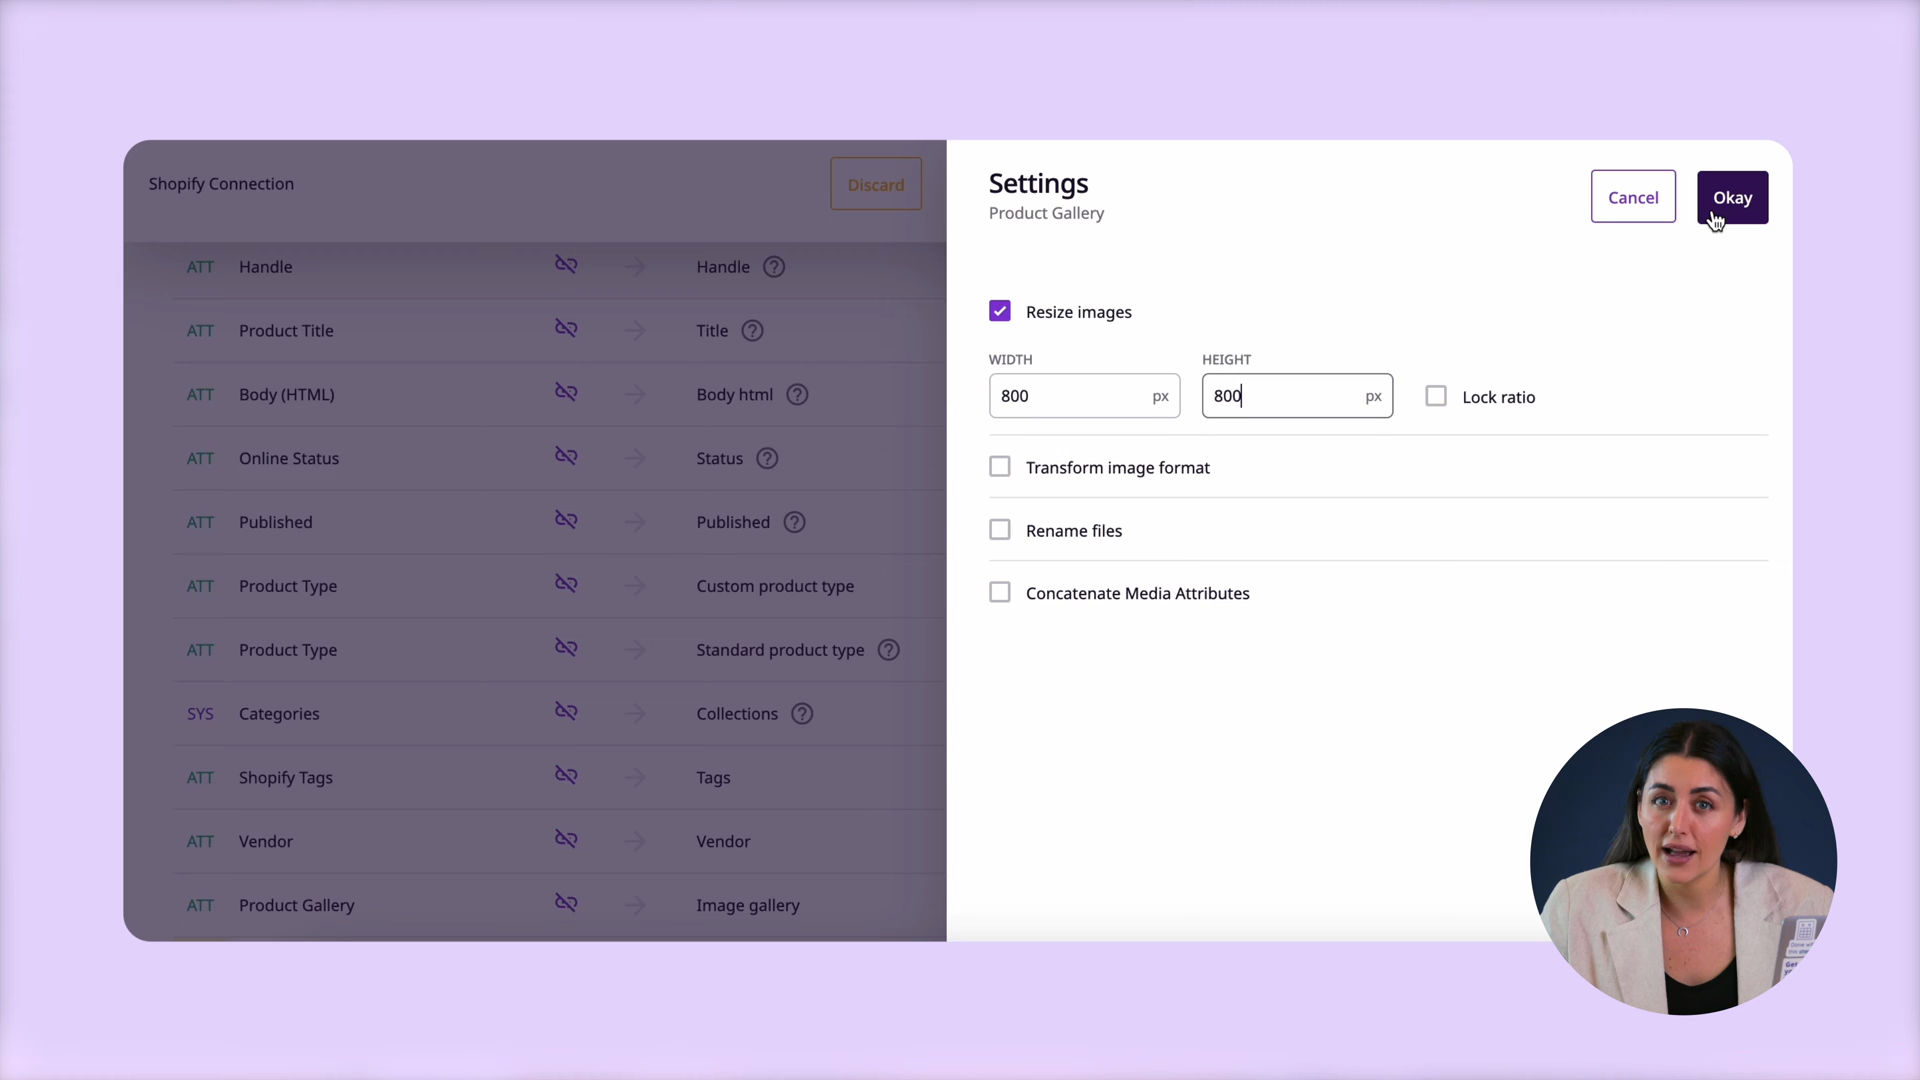 Shopify Connection
Discard
ATT Handle Handle ?
ATT Product Title Title ?
ATT Body (HTML) Body html ?
ATT Online Status Status ?
ATT Published Published ?
ATT Product Type Custom product type
ATT Product Type Standard product type ?
SYS Categories Collections ?
ATT Shopify Tags Tags
ATT Vendor Vendor
ATT Product Gallery Image gallery
Settings
Product Gallery
Cancel
Okay
Resize images
WIDTH HEIGHT
800 px 800 px Lock ratio
Transform image format
Rename files
Concatenate Media Attributes